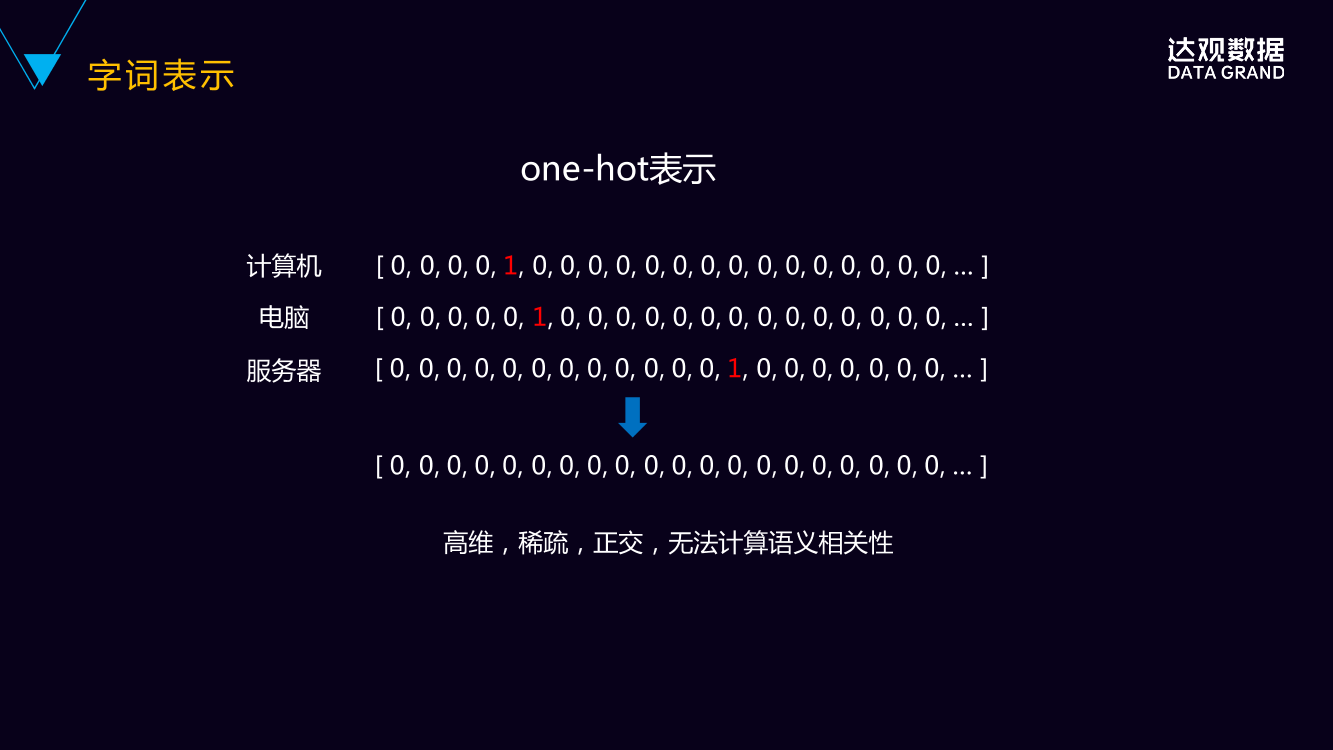 字词表示
达观数据
DATA GRAND
one-hot表示
计算机 [ 0, 0, 0, 0, 1, 0, 0, 0, 0, 0, 0, 0, 0, 0, 0, 0, 0, 0, 0, 0, ... ]
电脑 [ 0, 0, 0, 0, 0, 1, 0, 0, 0, 0, 0, 0, 0, 0, 0, 0, 0, 0, 0, 0, ... ]
服务器 [ 0, 0, 0, 0, 0, 0, 0, 0, 0, 0, 0, 0, 1, 0, 0, 0, 0, 0, 0, 0, ... ]
[ 0, 0, 0, 0, 0, 0, 0, 0, 0, 0, 0, 0, 0, 0, 0, 0, 0, 0, 0, 0, ... ]
高维，稀疏，正交，无法计算语义相关性